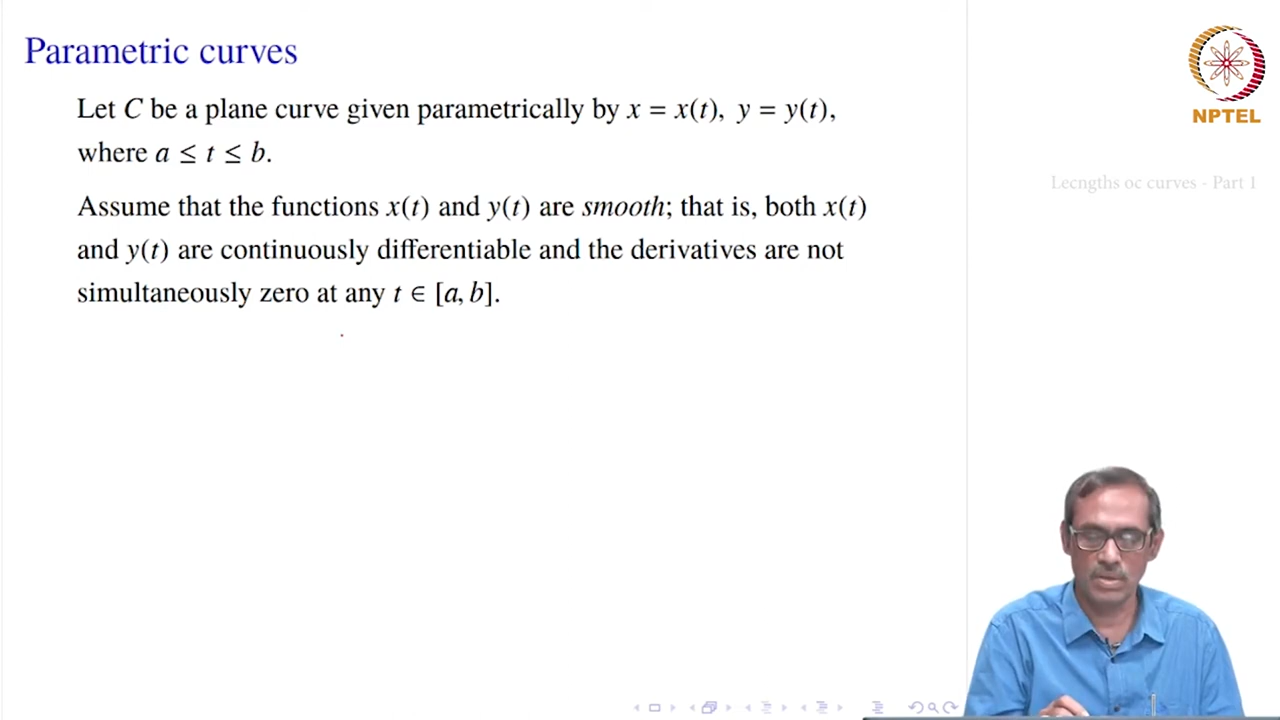 Parametric curves
Let C be a plane curve given parametrically by x = x(t), y = y(t),
where a ≤ t ≤ b.
Assume that the functions x(t) and y(t) are smooth; that is, both x(t)
and y(t) are continuously differentiable and the derivatives are not
simultaneously zero at any t ∈ [a, b].
NPTEL
Lecngths oc curves - Part 1